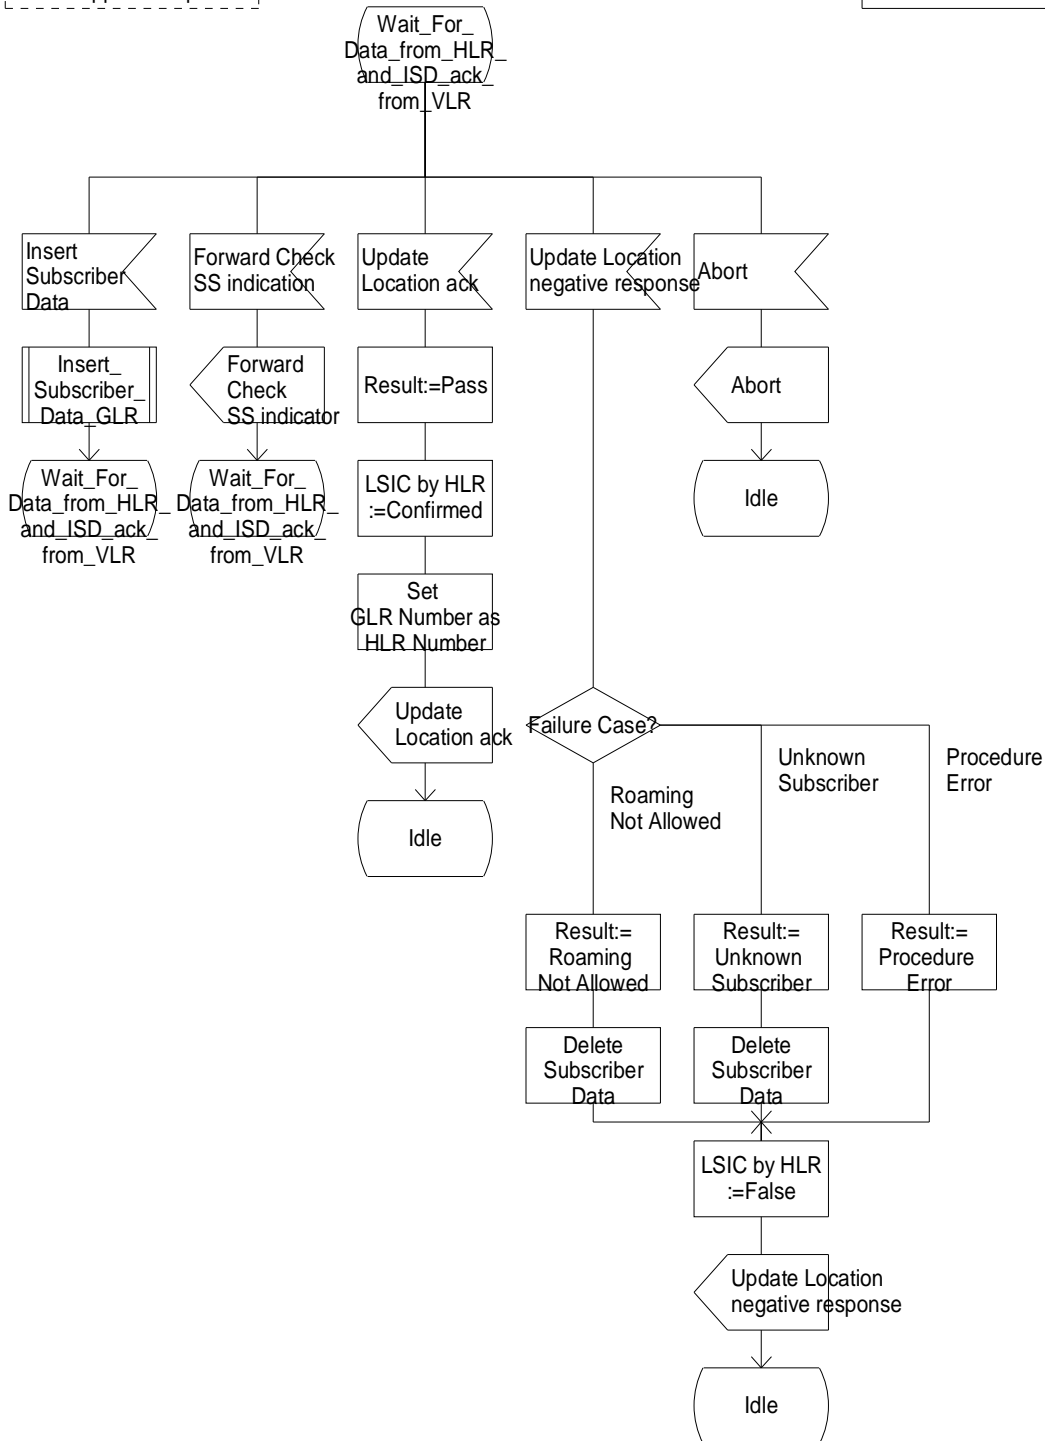 Wait_For_
Data_from_HLR_
and_ISD_ack_
from_VLR
Insert
Subscriber
Data
Forward Check
SS indication
Update
Location ack
Update Location
negative response
Abort
Insert_
Subscriber_
Data_GLR
Forward
Check
SS indicator
Result:=Pass
Abort
Wait_For_
Data_from_HLR_
and_ISD_ack_
from_VLR
Wait_For_
Data_from_HLR_
and_ISD_ack_
from_VLR
LSIC by HLR
:=Confirmed
Idle
Set
GLR Number as
HLR Number
Update
Location ack
Failure Case?
Unknown
Subscriber
Procedure
Error
Roaming
Not Allowed
Idle
Result:=
Roaming
Not Allowed
Result:=
Unknown
Subscriber
Result:=
Procedure
Error
Delete
Subscriber
Data
Delete
Subscriber
Data
LSIC by HLR
:=False
Update Location
negative response
Idle